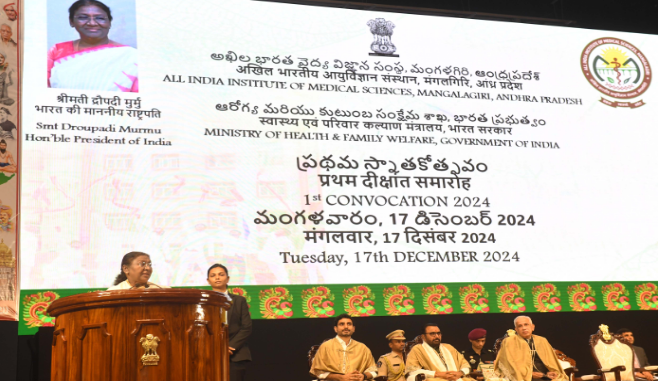 श्रीमती द्रौपदी मुर्मु
भारत की माननीय राष्ट्रपति
Smt Droupadi Murmu
Hon'ble President of India
అఖిల భారత వైద్య విజ్ఞాన సంస్థ, మంగళగిరి, ఆంధ్రప్రదేశ్
अखिल भारतीय आयुर्विज्ञान संस्थान, मंगलगिरि, आंध्र प्रदेश
ALL INDIA INSTITUTE OF MEDICAL SCIENCES, MANGALAGIRI, ANDHRA PRADESH
ఆరోగ్య మరియు కుటుంబ సంక్షేమ శాఖ, భారత ప్రభుత్వం
स्वास्थ्य एवं परिवार कल्याण मंत्रालय, भारत सरकार
MINISTRY OF HEALTH & FAMILY WELFARE, GOVERNMENT OF INDIA
ప్రథమ స్నాతకోత్సవం
प्रथम दीक्षांत समारोह
1st CONVOCATION 2024
మంగళవారం, 17 డిసెంబర్ 2024
मंगलवार, 17 दिसंबर 2024
Tuesday, 17th DECEMBER 2024